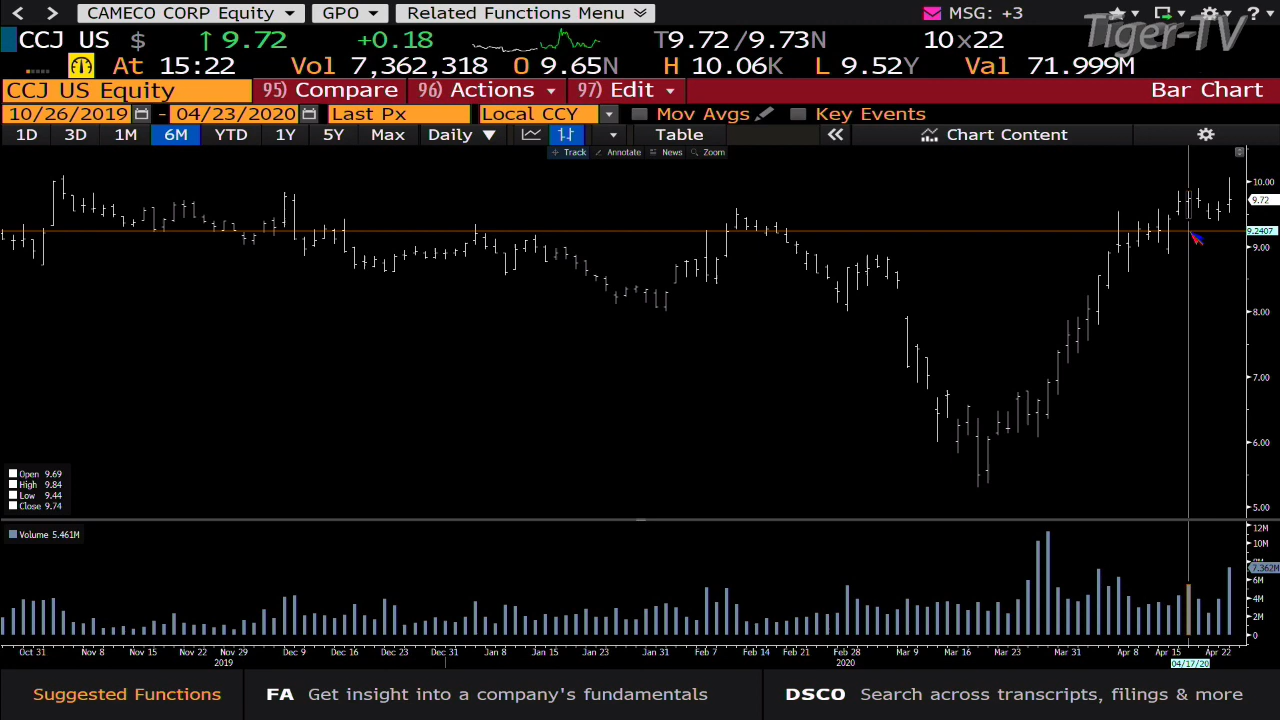 CAMECO CORP Equity GPO Related Functions Menu MSG: +3
Tiger-TV
CCJ US $ ↑ 9.72 +0.18 T9.72 /9.73N 10x22
At 15:22 Vol 7,362,318 O 9.65N H 10.06K L 9.52Y Val 71.999M
CCJ US Equity 95) Compare 96) Actions 97) Edit Bar Chart
10/26/2019 - 04/23/2020 Last Px Local CCY Mov Avgs Key Events
1D 3D 1M 6M YTD 1Y 5Y Max Daily ▼ Table « Chart Content
+ Track Annotate News Zoom
10.00
9.72
9.2407
9.00
8.00
7.00
6.00
5.00
Open 9.69
High 9.84
Low 9.44
Close 9.74
Volume 5.461M
12M
10M
7.362M
6M
4M
2M
0
Oct 31 Nov 8 Nov 15 Nov 22 Nov 29 Dec 9 Dec 16 Dec 23 Dec 31 Jan 8 Jan 15 Jan 23 Jan 31 Feb 7 Feb 14 Feb 21 Feb 28 Mar 9 Mar 16 Mar 23 Mar 31 Apr 8 Apr 15 Apr 22
2019 2020 04/17/20
Suggested Functions FA Get insight into a company's fundamentals DSCO Search across transcripts, filings & more